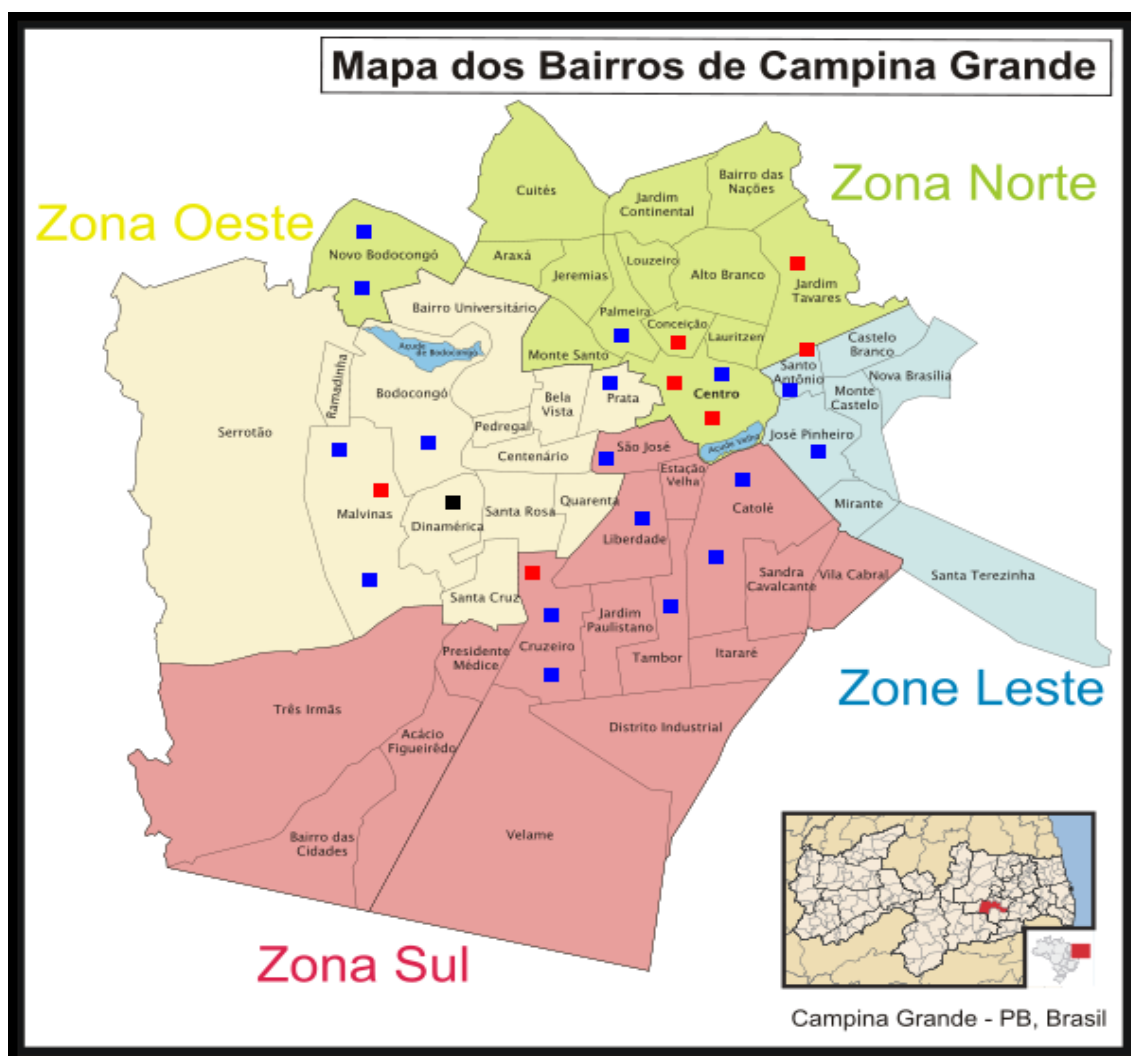 Mapa dos Bairros de Campina Grande
Zona Norte
Zona Oeste
Cuités
Bairro das
Nações
Jardim
Continental
Novo Bodocongó
Araxá
Louzeiro
Jeremias
Alto Branco
Jardim
Tavares
Bairro Universitário
Palmeira
Conceição
Lauritzen
Castelo
Branco
Açude
de Bodocongó
Monte Santo
Santo
Antônio
Nova Brasília
Ramadinha
Bodocongó
Bela
Vista
Prata
Centro
Monte
Castelo
Serrotão
Pedregal
José Pinheiro
Açude Velho
São José
Centenário
Estação
Velha
Quarenta
Mirante
Malvinas
Dinamérica
Santa Rosa
Catolé
Liberdade
Santa Cruz
Sandra
Cavalcante
Vila Cabral
Santa Terezinha
Jardim
Paulistano
Presidente
Médice
Cruzeiro
Tambor
Itararé
Zone Leste
Três Irmãs
Acácio
Figueirêdo
Distrito Industrial
Bairro das
Cidades
Velame
Zona Sul
Campina Grande - PB, Brasil